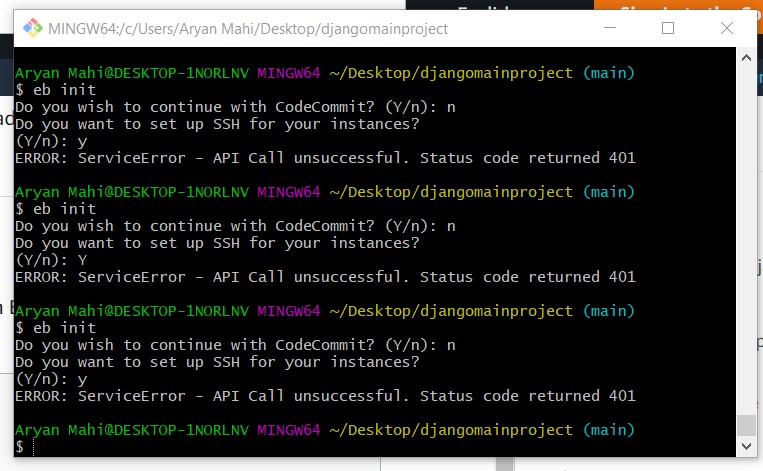 MINGW64:/c/Users/Aryan Mahi/Desktop/djangomainproject
Aryan Mahi@DESKTOP-1NORLNV MINGW64 ~/Desktop/djangomainproject (main)
$ eb init
Do you wish to continue with CodeCommit? (Y/n): n
Do you want to set up SSH for your instances?
(Y/n): y
ERROR: ServiceError - API Call unsuccessful. Status code returned 401
Aryan Mahi@DESKTOP-1NORLNV MINGW64 ~/Desktop/djangomainproject (main)
$ eb init
Do you wish to continue with CodeCommit? (Y/n): n
Do you want to set up SSH for your instances?
(Y/n): Y
ERROR: ServiceError - API Call unsuccessful. Status code returned 401
Aryan Mahi@DESKTOP-1NORLNV MINGW64 ~/Desktop/djangomainproject (main)
$ eb init
Do you wish to continue with CodeCommit? (Y/n): n
Do you want to set up SSH for your instances?
(Y/n): y
ERROR: ServiceError - API Call unsuccessful. Status code returned 401
Aryan Mahi@DESKTOP-1NORLNV MINGW64 ~/Desktop/djangomainproject (main)
$